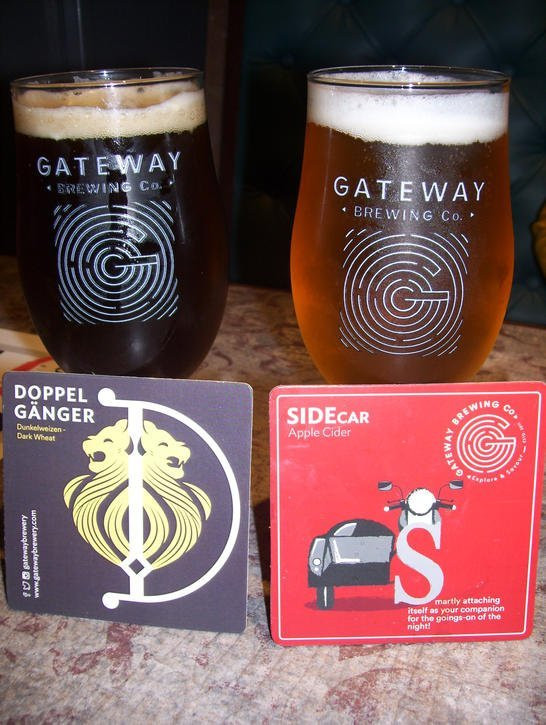 GATEWAY
BREWING Co.
G
GATEWAY
BREWING Co.
G
DOPPEL
GÄNGER
Dunkelweizen -
Dark Wheat
gatewaybrewery
www.gatewaybrewery.com
SIDECAR
Apple Cider
GATEWAY BREWING Co.
#Explore & Savour
G
S
martly attaching
itself as your companion
for the goings-on of the
night!